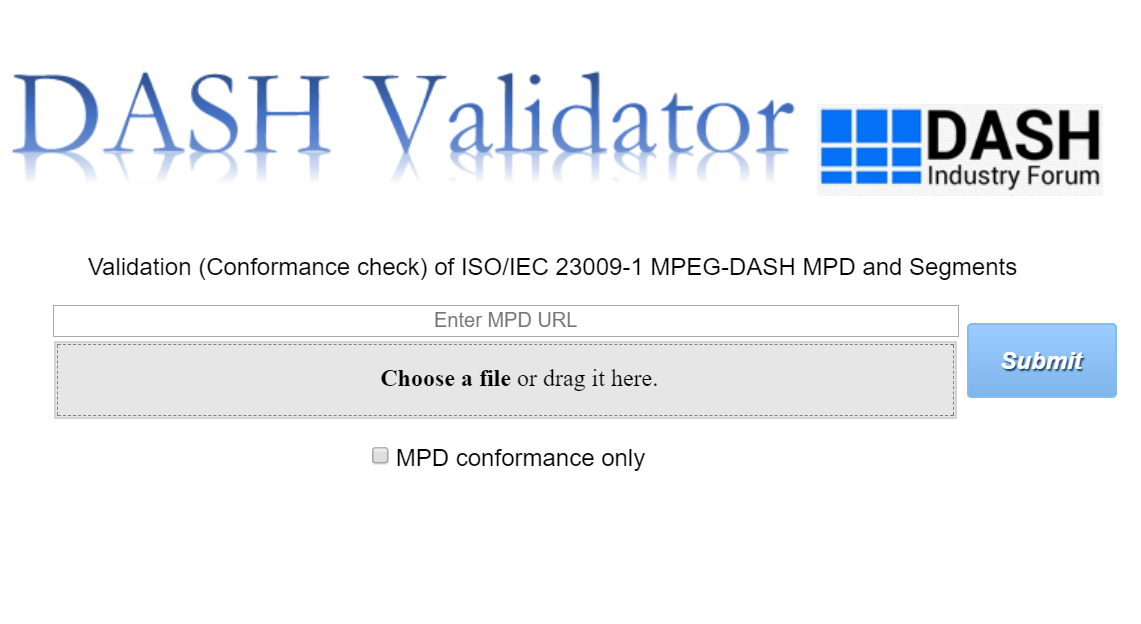 DASH Validator
DASH
Industry Forum
Validation (Conformance check) of ISO/IEC 23009-1 MPEG-DASH MPD and Segments
Enter MPD URL
Choose a file or drag it here.
Submit
MPD conformance only